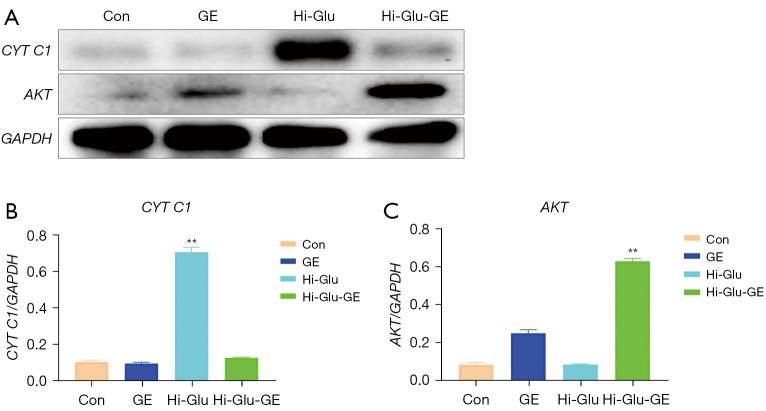 A
Con GE Hi-Glu Hi-Glu-GE
CYT C1
AKT
GAPDH
B
CYT C1
CYT C1/GAPDH
0.8
0.6
0.4
0.2
0.0
**
Con GE Hi-Glu Hi-Glu-GE
Con
GE
Hi-Glu
Hi-Glu-GE
C
AKT
AKT/GAPDH
0.8
0.6
0.4
0.2
0.0
**
Con GE Hi-Glu Hi-Glu-GE
Con
GE
Hi-Glu
Hi-Glu-GE